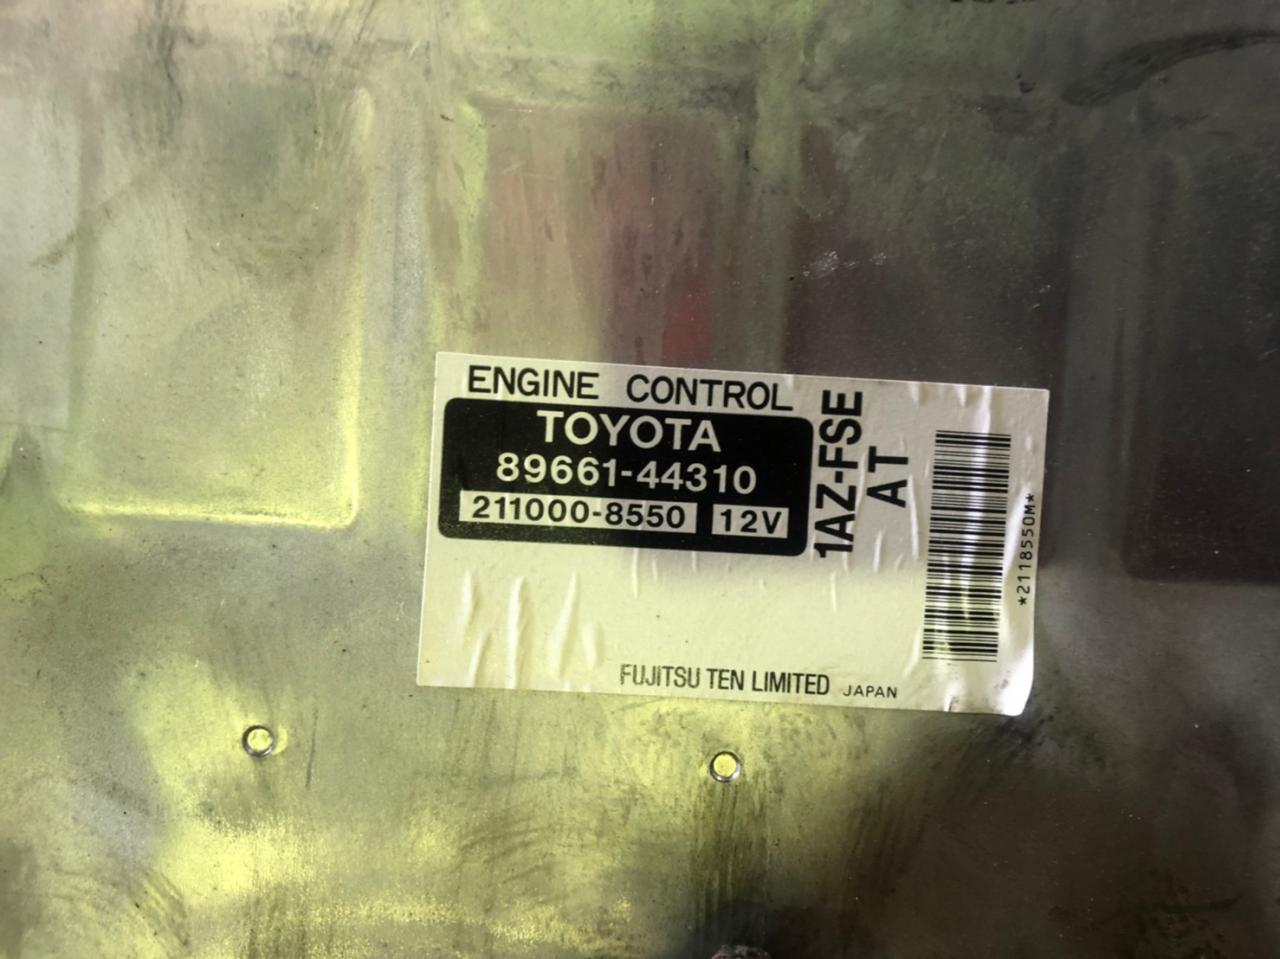 ENGINE CONTROL
TOYOTA
89661-44310
211000-8550 12V
1AZ-FSE
AT
*2118550M*
FUJITSU TEN LIMITED JAPAN